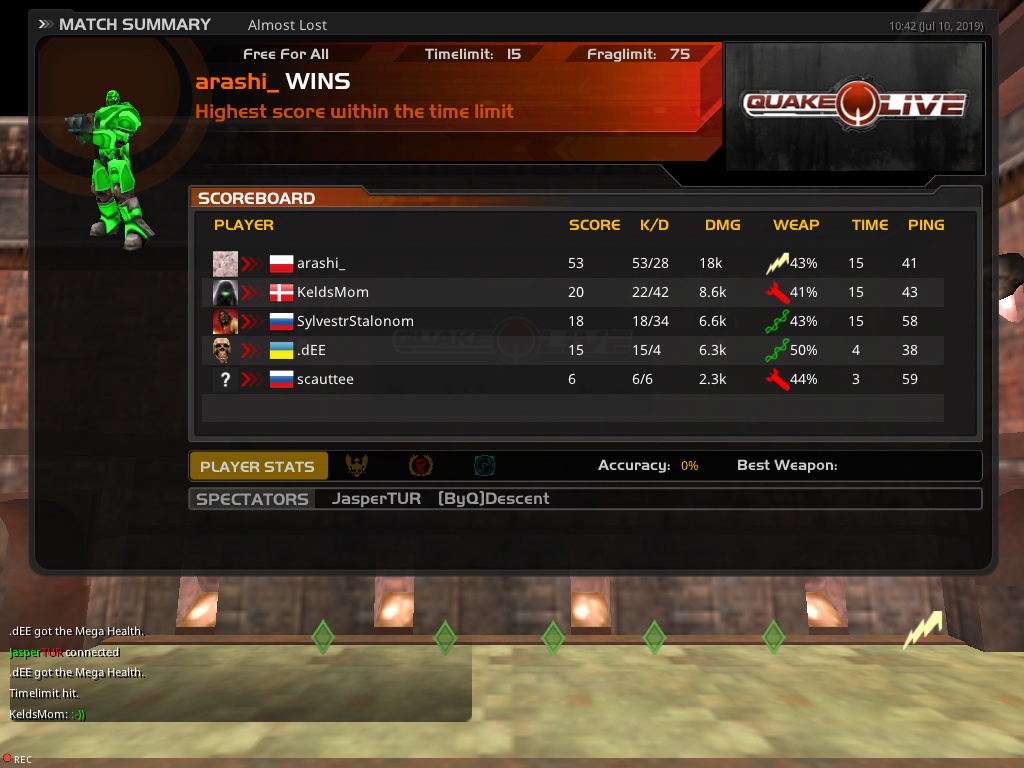 MATCH SUMMARY Almost Lost 10:42 (Jul 10, 2019)
Free For All Timelimit: 15 Fraglimit: 75
arashi_ WINS
Highest score within the time limit
QUAKE LIVE
SCOREBOARD
PLAYER SCORE K/D DMG WEAP TIME PING
arashi_ 53 53/28 18k 43% 15 41
KeldsMom 20 22/42 8.6k 41% 15 43
SylvestrStalonom 18 18/34 6.6k 43% 15 58
QUAKE LIVE
.dEE 15 15/4 6.3k 50% 4 38
? scauttee 6 6/6 2.3k 44% 3 59
PLAYER STATS Accuracy: 0% Best Weapon:
SPECTATORS JasperTUR [ByQ]Descent
.dEE got the Mega Health.
JasperTUR connected
.dEE got the Mega Health.
Timelimit hit.
KeldsMom: :-))
REC